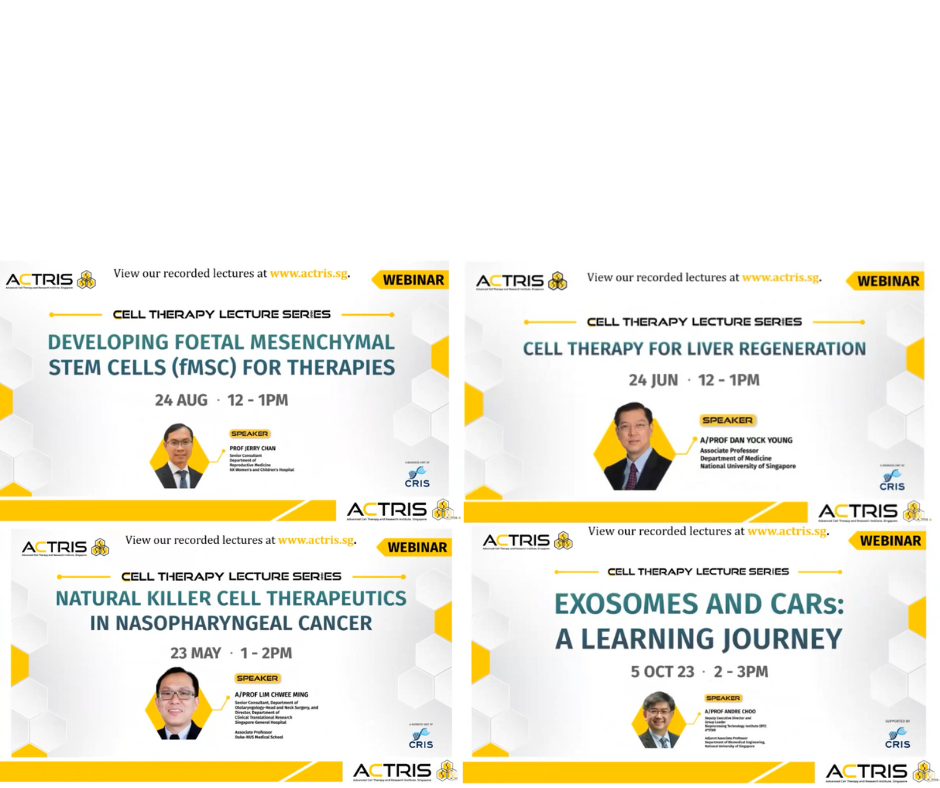 ACTRIS
Advanced Cell Therapy and Research Institute, Singapore
View our recorded lectures at www.actris.sg.
WEBINAR
CELL THERAPY LECTURE SERIES
DEVELOPING FOETAL MESENCHYMAL
STEM CELLS (fMSC) FOR THERAPIES
24 AUG · 12 - 1PM
SPEAKER
PROF JERRY CHAN
Senior Consultant
Department of
Reproductive Medicine
KK Women's and Children's Hospital
CRIS
ACTRIS
Advanced Cell Therapy and Research Institute, Singapore
ACTRIS
Advanced Cell Therapy and Research Institute, Singapore
View our recorded lectures at www.actris.sg.
WEBINAR
CELL THERAPY LECTURE SERIES
CELL THERAPY FOR LIVER REGENERATION
24 JUN · 12 - 1PM
SPEAKER
A/PROF DAN YOCK YOUNG
Associate Professor
Department of Medicine
National University of Singapore
CRIS
ACTRIS
Advanced Cell Therapy and Research Institute, Singapore
ACTRIS
Advanced Cell Therapy and Research Institute, Singapore
View our recorded lectures at www.actris.sg.
WEBINAR
CELL THERAPY LECTURE SERIES
NATURAL KILLER CELL THERAPEUTICS
IN NASOPHARYNGEAL CANCER
23 MAY · 1 - 2PM
SPEAKER
A/PROF LIM CHWEE MING
Senior Consultant, Department of
Otolaryngology-Head and Neck Surgery, and
Director, Department of
Clinical Translational Research
Singapore General Hospital
Associate Professor
Duke-NUS Medical School
CRIS
ACTRIS
Advanced Cell Therapy and Research Institute, Singapore
ACTRIS
Advanced Cell Therapy and Research Institute, Singapore
View our recorded lectures at www.actris.sg.
WEBINAR
CELL THERAPY LECTURE SERIES
EXOSOMES AND CARs:
A LEARNING JOURNEY
5 OCT 23 · 2 - 3PM
SPEAKER
A/PROF ANDRE CHOO
Deputy Executive Director and
Group Leader
Bioprocessing Technology Institute (BTI)
A*STAR
Adjunct Associate Professor
Department of Biomedical Engineering,
National University of Singapore
SUPPORTED BY
CRIS
ACTRIS
Advanced Cell Therapy and Research Institute, Singapore